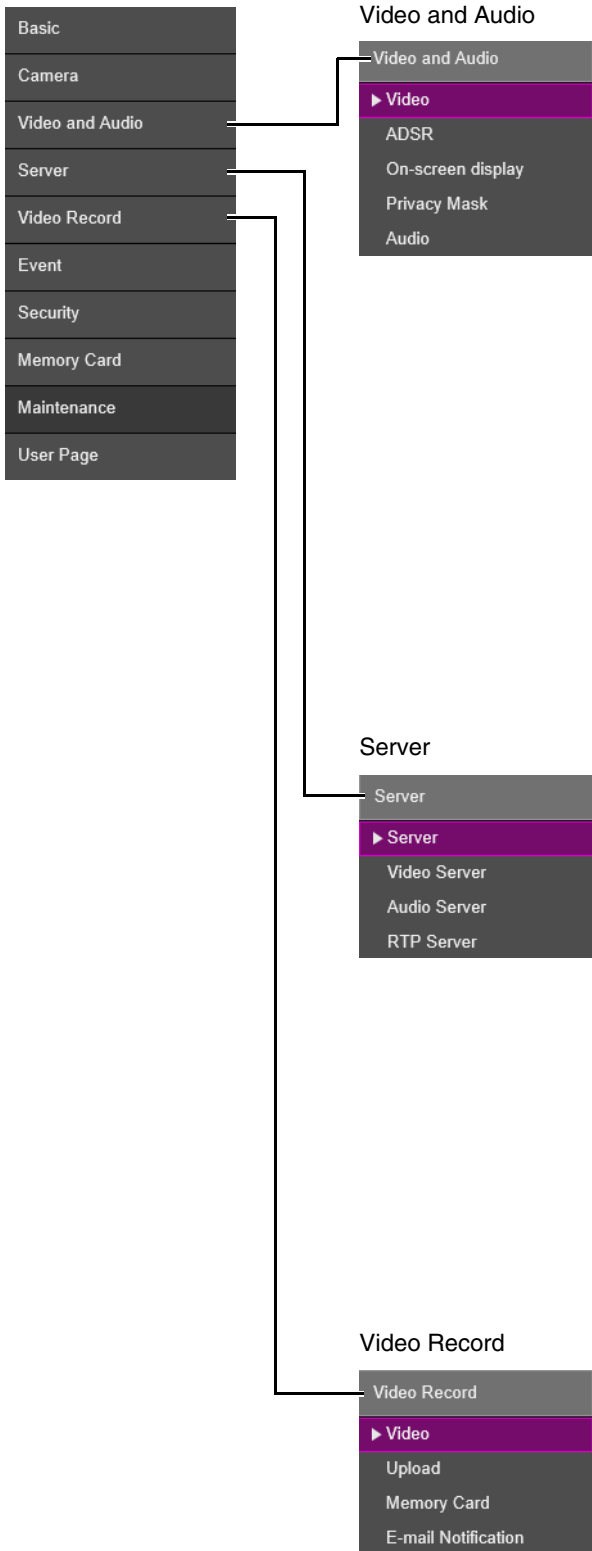 Basic
Camera
Video and Audio
Server
Video Record
Event
Security
Memory Card
Maintenance
User Page
Video and Audio
Video and Audio
Video
ADSR
On-screen display
Privacy Mask
Audio
Server
Server
Server
Video Server
Audio Server
RTP Server
Video Record
Video Record
Video
Upload
Memory Card
E-mail Notification